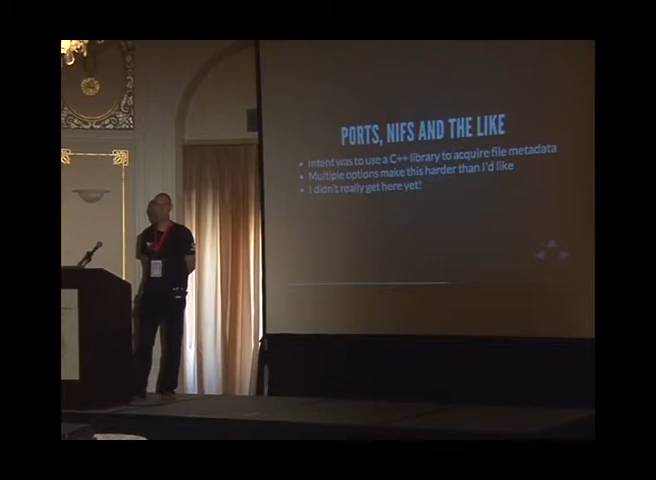 PORTS, NIFS AND THE LIKE
Intent was to use a C++ library to acquire file metadata
Multiple options make this harder than I'd like
I didn't really get here yet!